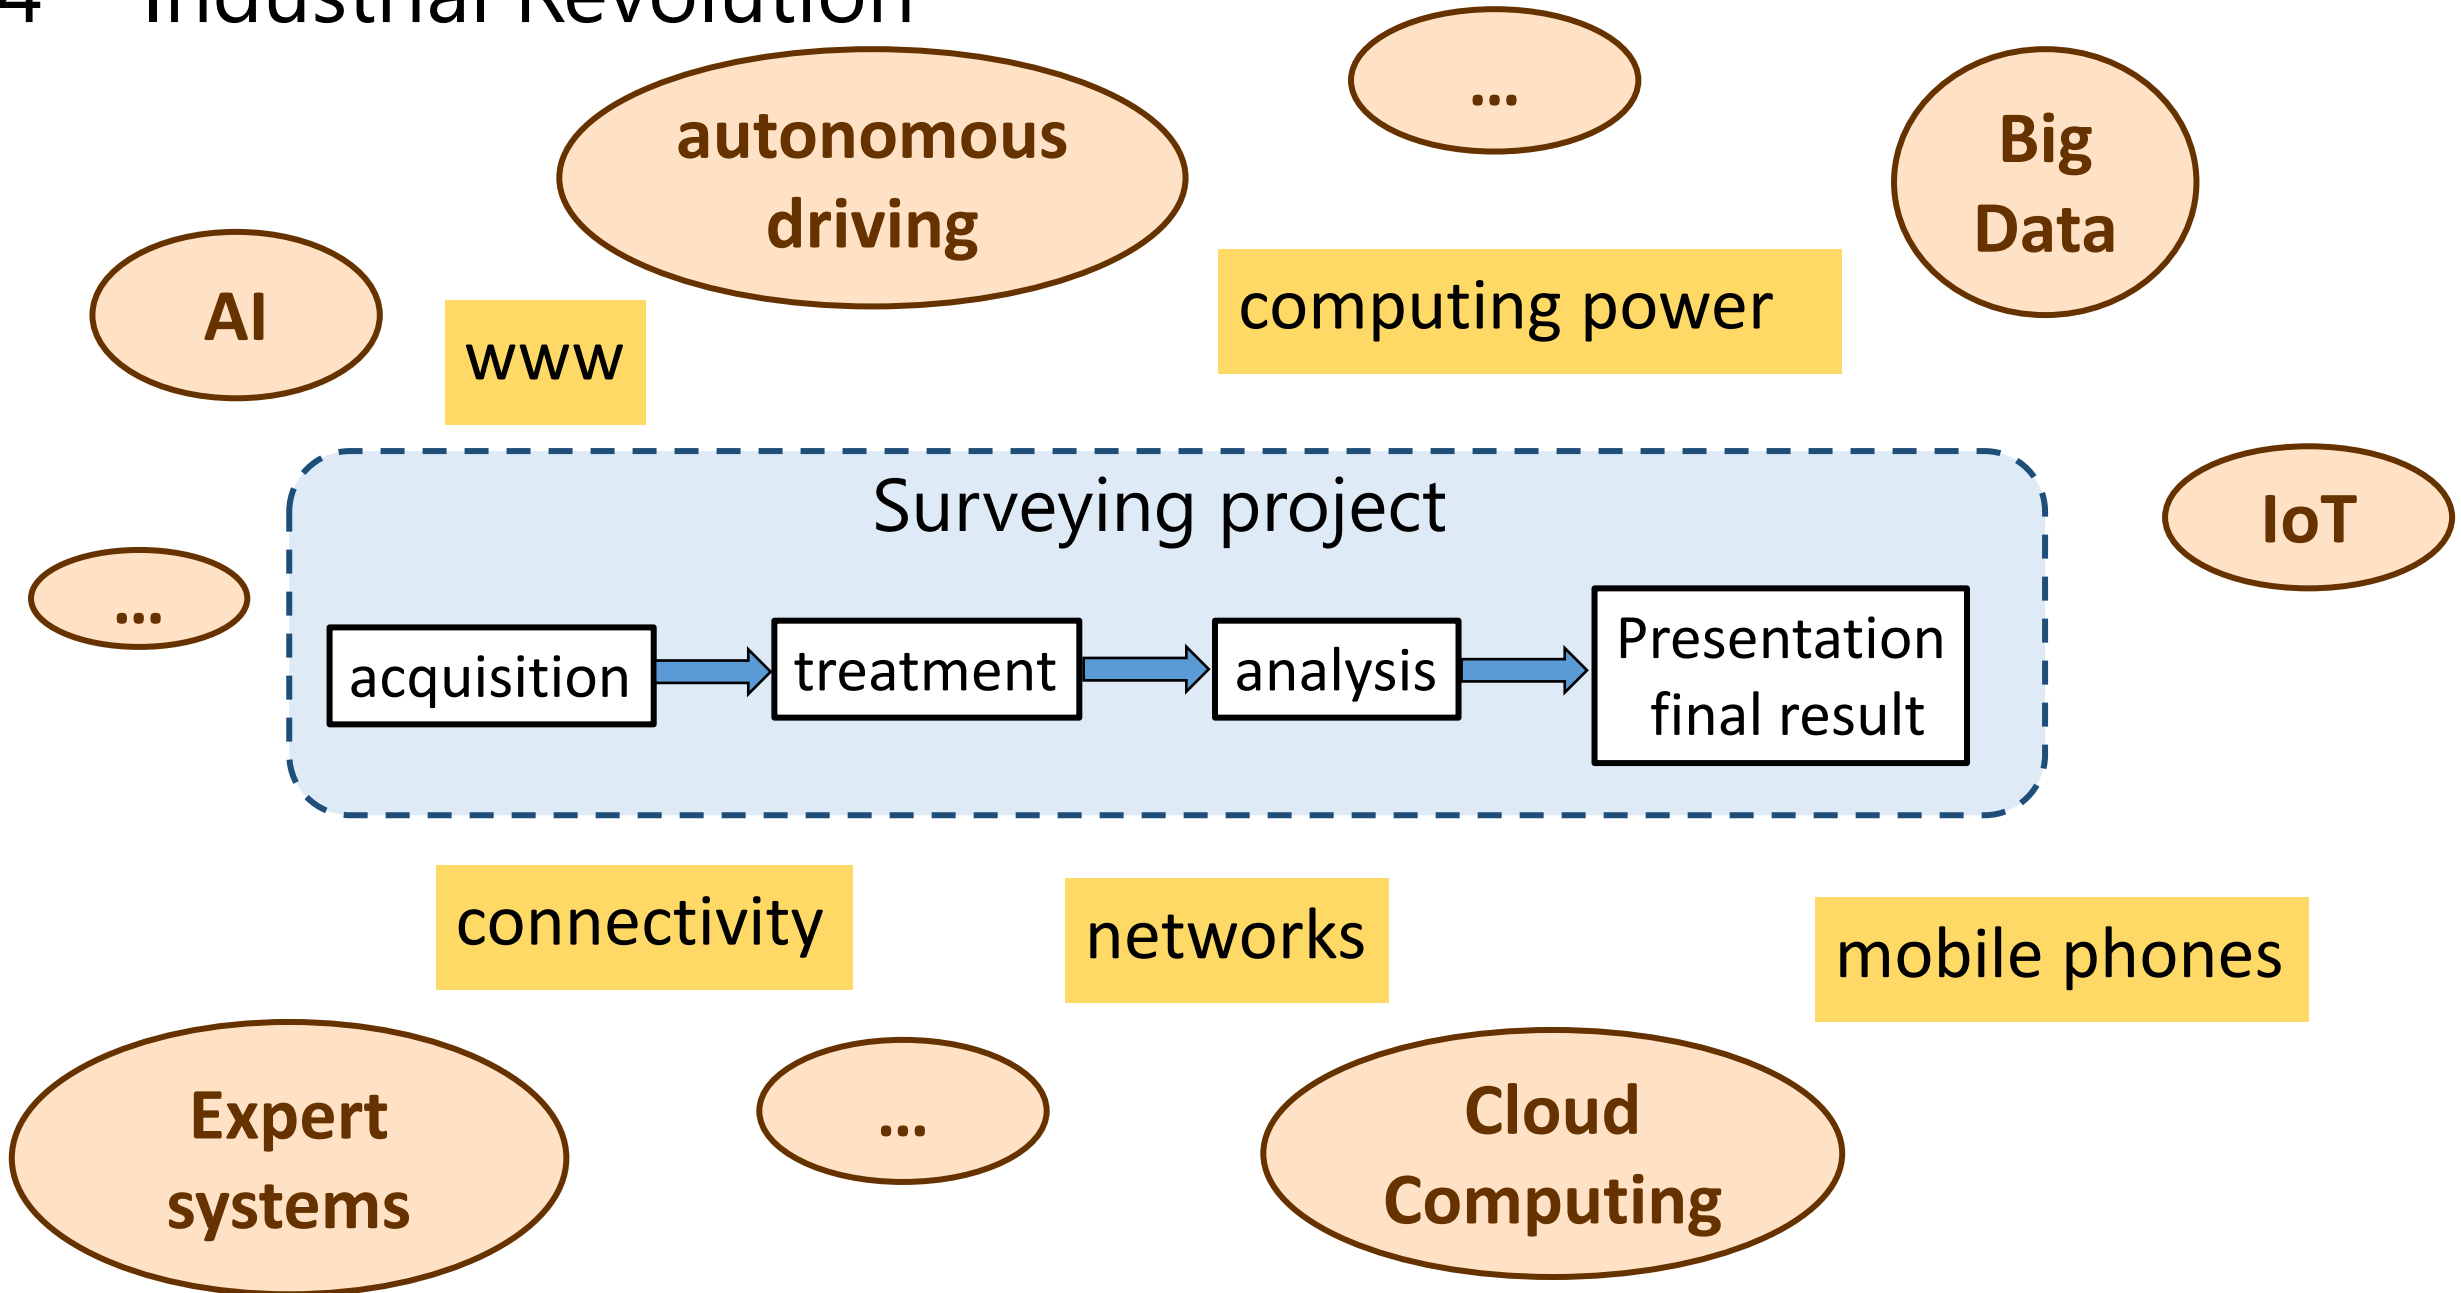 4 Industrial Revolution
...
autonomous
driving
Big
Data
AI
www
computing power
Surveying project
IoT
...
acquisition
treatment
analysis
Presentation
final result
connectivity
networks
mobile phones
Expert
systems
...
Cloud
Computing